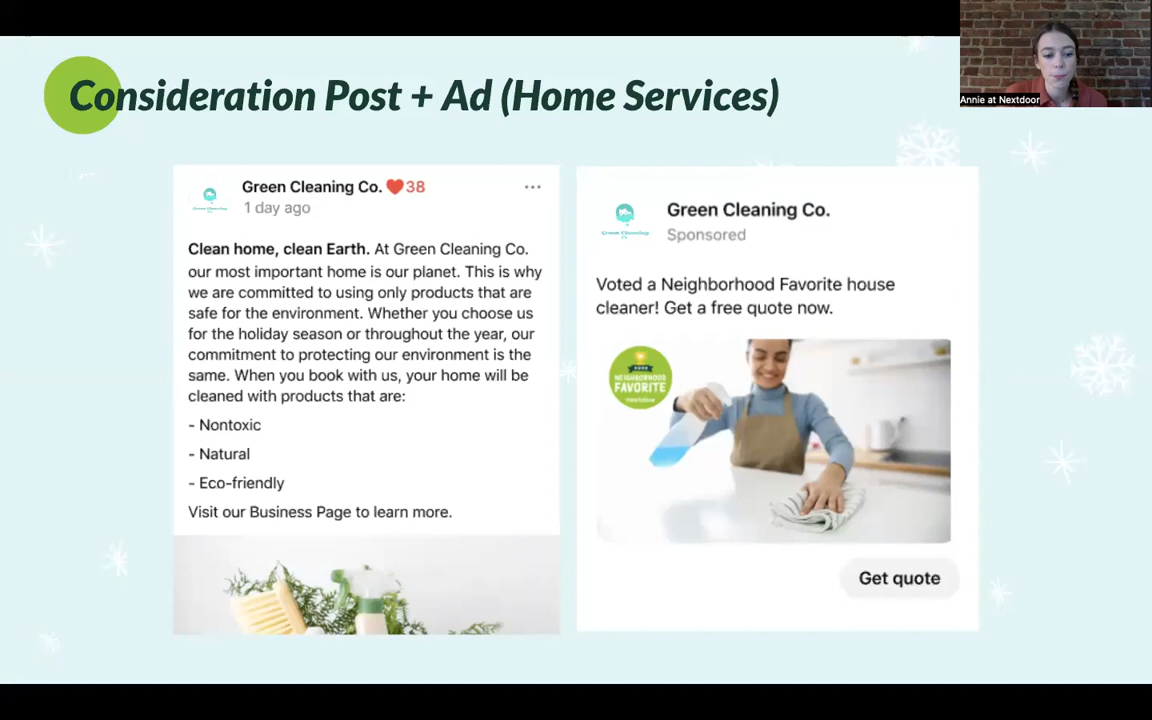 Consideration Post + Ad (Home Services)
Annie at Nextdoor
Green Cleaning Co. ❤38
1 day ago
Clean home, clean Earth. At Green Cleaning Co.
our most important home is our planet. This is why
we are committed to using only products that are
safe for the environment. Whether you choose us
for the holiday season or throughout the year, our
commitment to protecting our environment is the
same. When you book with us, your home will be
cleaned with products that are:
- Nontoxic
- Natural
- Eco-friendly
Visit our Business Page to learn more.
Green Cleaning Co.
Sponsored
Voted a Neighborhood Favorite house
cleaner! Get a free quote now.
NEIGHBORHOOD
FAVORITE
nextdoor
Get quote